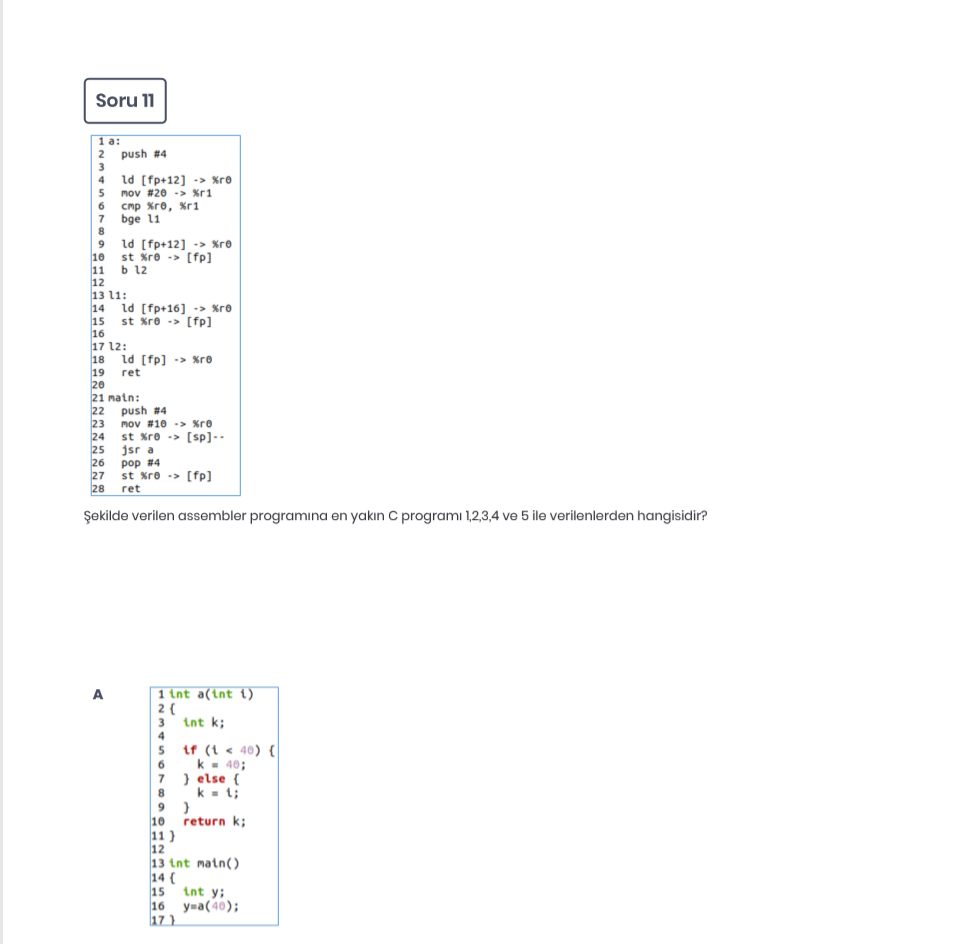 Soru 11
1 a:
2 push #4
3
4 ld [fp+12] -> %r0
5 mov #20 -> %r1
6 cmp %r0, %r1
7 bge l1
8
9 ld [fp+12] -> %r0
10 st %r0 -> [fp]
11 b l2
12
13 l1:
14 ld [fp+16] -> %r0
15 st %r0 -> [fp]
16
17 l2:
18 ld [fp] -> %r0
19 ret
20
21 main:
22 push #4
23 mov #10 -> %r0
24 st %r0 -> [sp]--
25 jsr a
26 pop #4
27 st %r0 -> [fp]
28 ret
Şekilde verilen assembler programına en yakın C programı 1,2,3,4 ve 5 ile verilenlerden hangisidir?
A
1 int a(int i)
2 {
3 int k;
4
5 if (i < 40) {
6 k = 40;
7 } else {
8 k = i;
9 }
10 return k;
11 }
12
13 int main()
14 {
15 int y;
16 y=a(40);
17 }